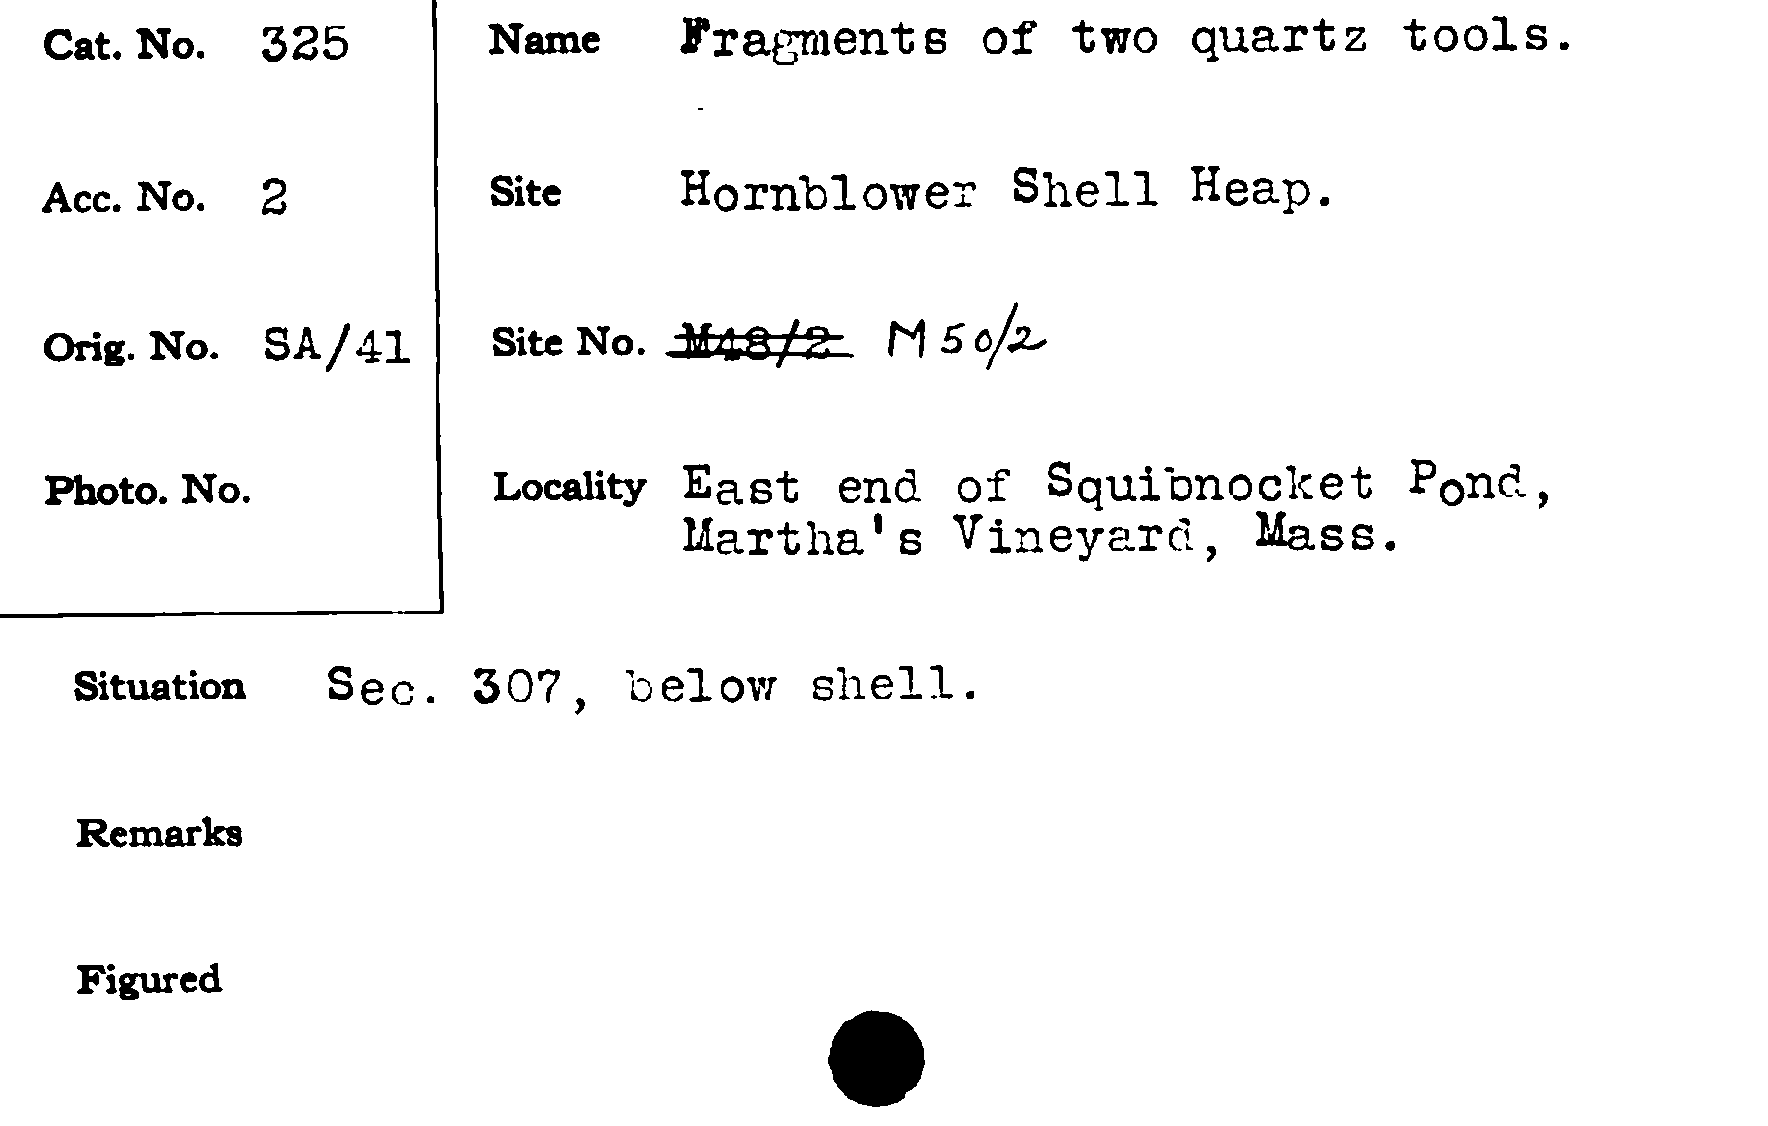 Cat. No. 325
Name Fragments of two quartz tools.
Acc. No. 2
Site Hornblower Shell Heap.
Orig. No. SA/41
Site No. M48/2 M50/2
Photo. No.
Locality East end of Squibnocket Pond,
Martha's Vineyard, Mass.
Situation Sec. 307, below shell.
Remarks
Figured